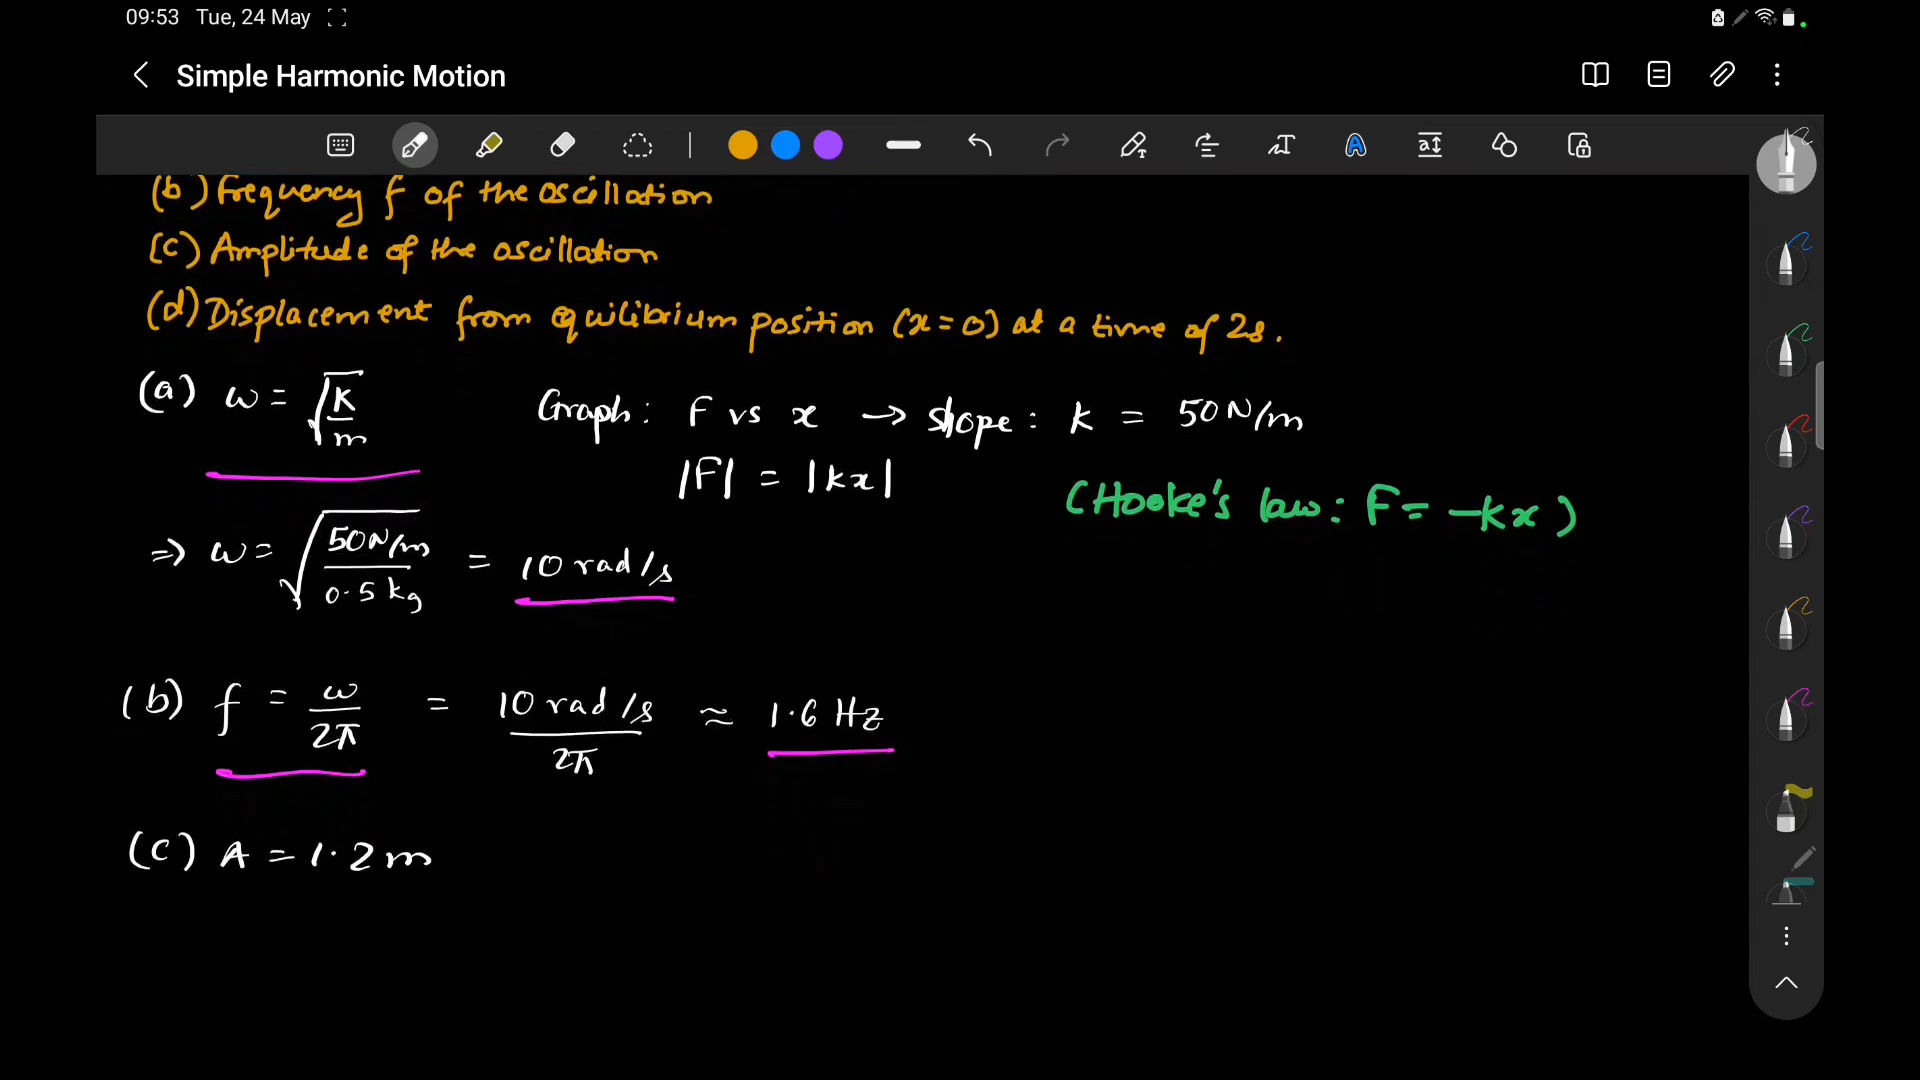 09:53 Tue, 24 May
Simple Harmonic Motion
(b) Frequency f of the oscillation
(c) Amplitude of the oscillation
(d) Displacement from equilibrium position (x = 0) at a time of 2s.
(a) ω = √(k/m) Graph: F vs x → slope: k = 50N/m
|F| = |kx|
(Hooke's law: F = -kx)
⇒ ω = √(50N/m / 0.5 kg) = 10 rad/s
(b) f = ω/2π = 10 rad/s / 2π ≈ 1.6 Hz
(c) A = 1.2 m